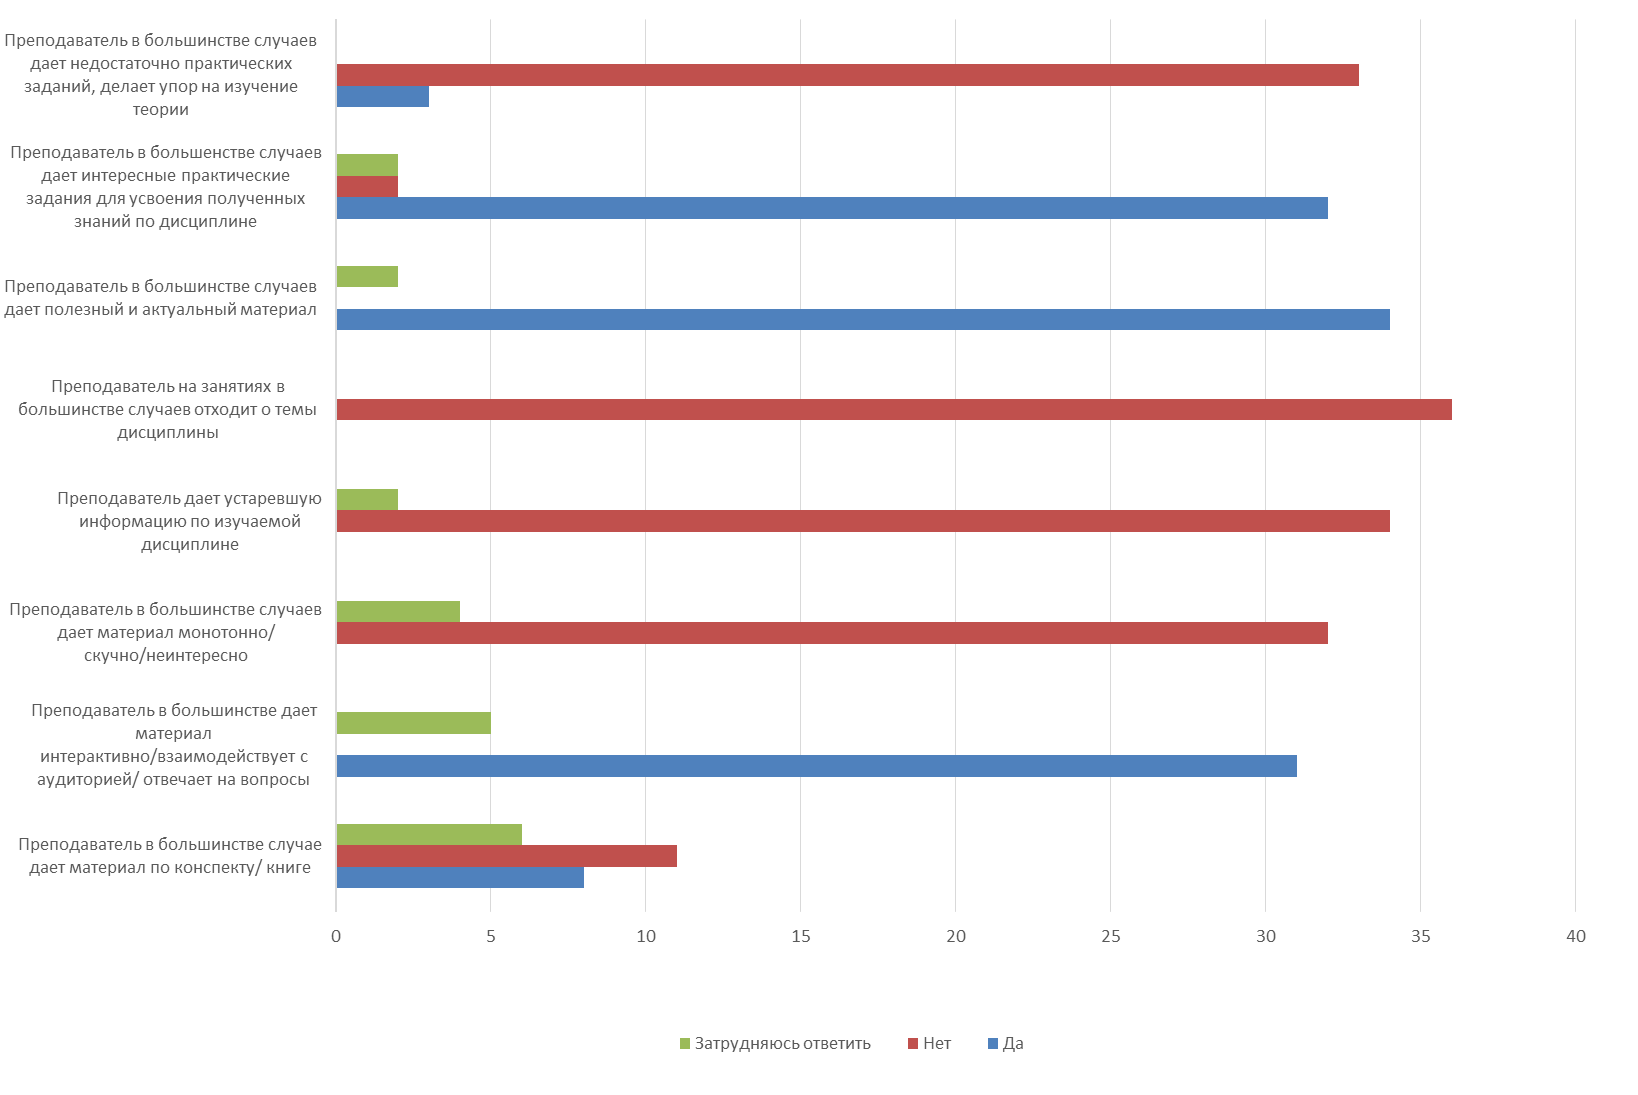 Преподаватель в большинстве случаев
дает недостаточно практических
заданий, делает упор на изучение
теории
Преподаватель в большенстве случаев
дает интересные практические
задания для усвоения полученных
знаний по дисциплине
Преподаватель в большинстве случаев
дает полезный и актуальный материал
Преподаватель на занятиях в
большинстве случаев отходит о темы
дисциплины
Преподаватель дает устаревшую
информацию по изучаемой
дисциплине
Преподаватель в большинстве случаев
дает материал монотонно/
скучно/неинтересно
Преподаватель в большинстве дает
материал
интерактивно/взаимодействует с
аудиторией/ отвечает на вопросы
Преподаватель в большинстве случае
дает материал по конспекту/ книге
0 5 10 15 20 25 30 35 40
Затрудняюсь ответить Нет Да